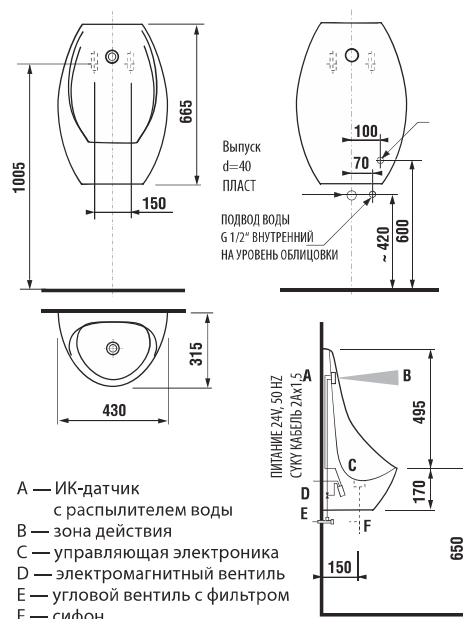 1005
665
150
Выпуск
d=40
ПЛАСТ
100
70
ПОДВОД ВОДЫ
G 1/2" ВНУТРЕННИЙ
НА УРОВЕНЬ ОБЛИЦОВКИ
~ 420
600
315
430
ПИТАНИЕ 24V, 50 HZ
CYKY КАБЕЛЬ 2Ax1,5
A
B
C
D
E
F
495
170
650
150
A — ИК-датчик
с распылителем воды
B — зона действия
C — управляющая электроника
D — электромагнитный вентиль
E — угловой вентиль с фильтром
F — сифон